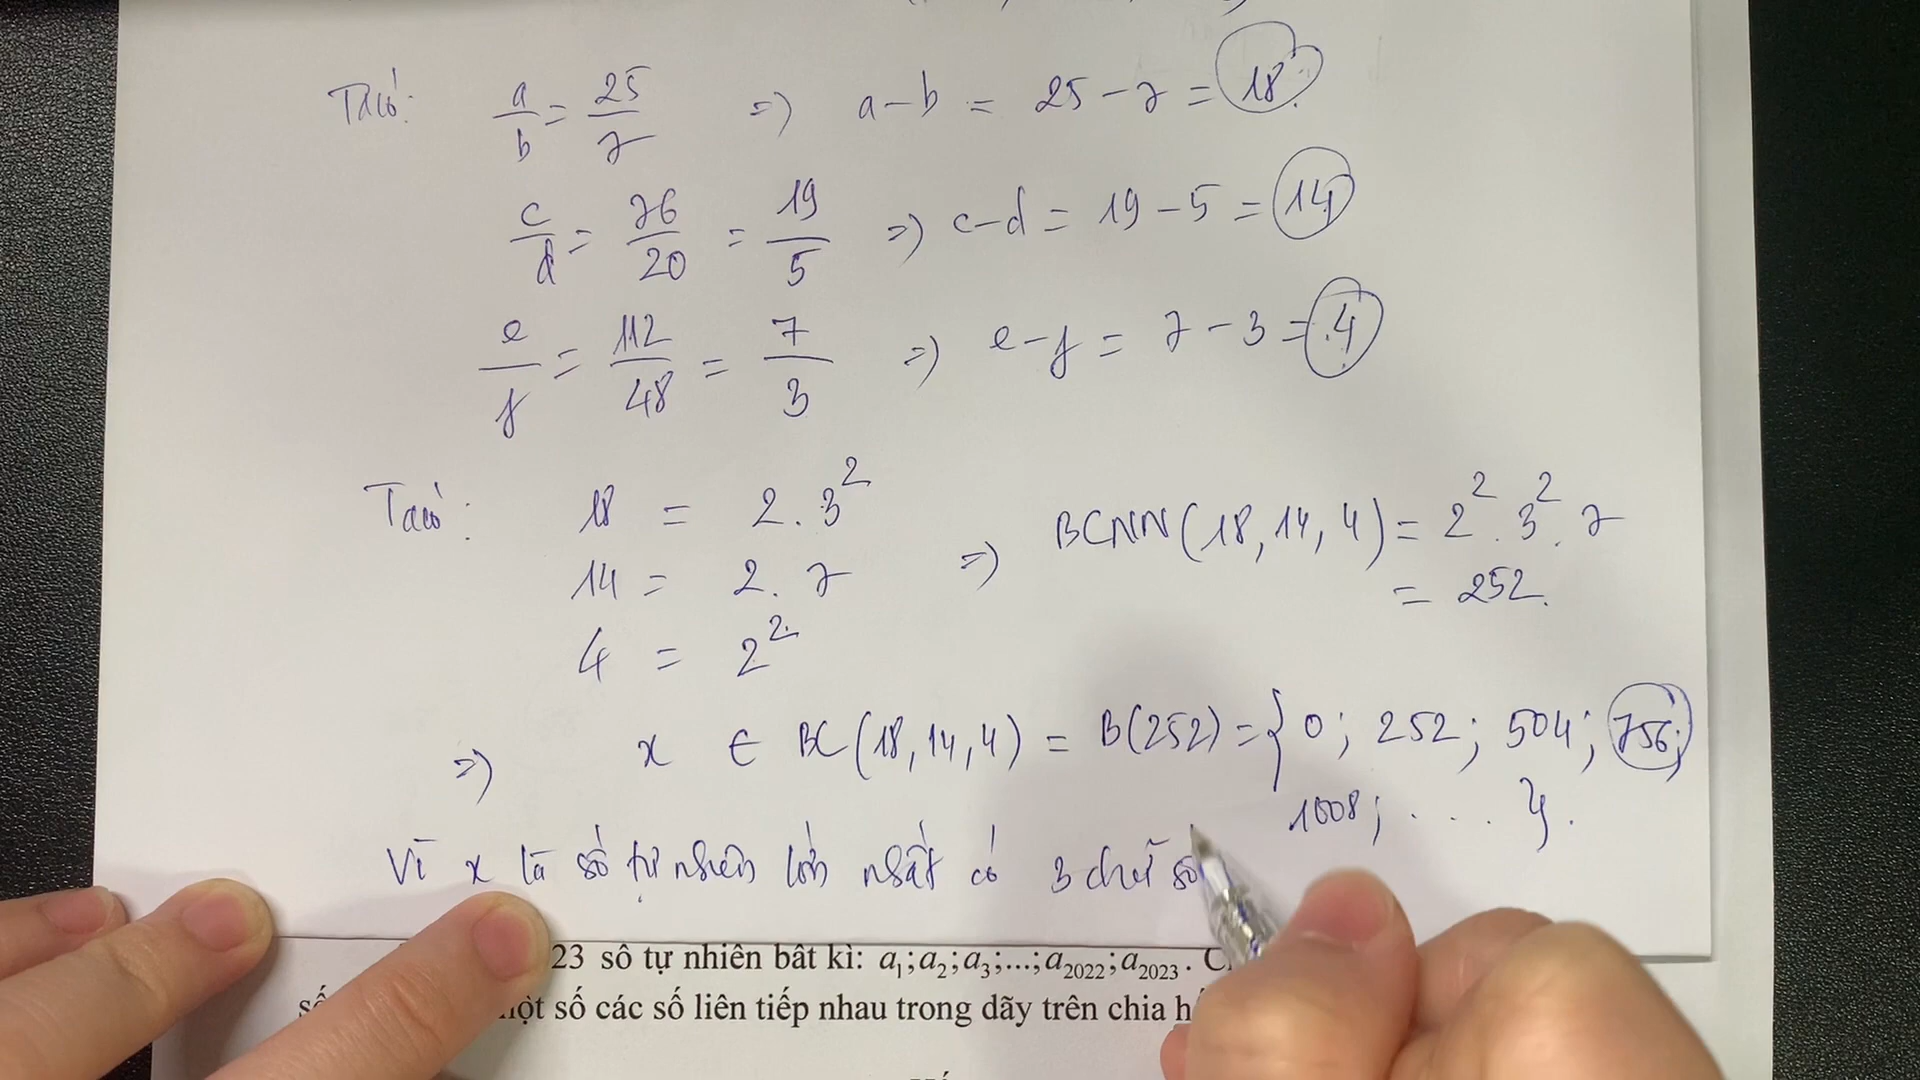 Ta có: a/b = 25/7 => a - b = 25 - 7 = 18.
c/d = 76/20 = 19/5 => c - d = 19 - 5 = 14
e/f = 112/48 = 7/3 => e - f = 7 - 3 = 4
Ta có: 18 = 2 . 3²
14 = 2 . 7
4 = 2²
=> BCNN(18, 14, 4) = 2² . 3² . 7
= 252.
=> x ∈ BC(18, 14, 4) = B(252) = {0; 252; 504; 756;
1008; ....}.
Vì x là số tự nhiên lớn nhất có 3 chữ số
23 số tự nhiên bất kì: a₁;a₂;a₃;...;a₂₀₂₂;a₂₀₂₃. C
số các số liên tiếp nhau trong dãy trên chia